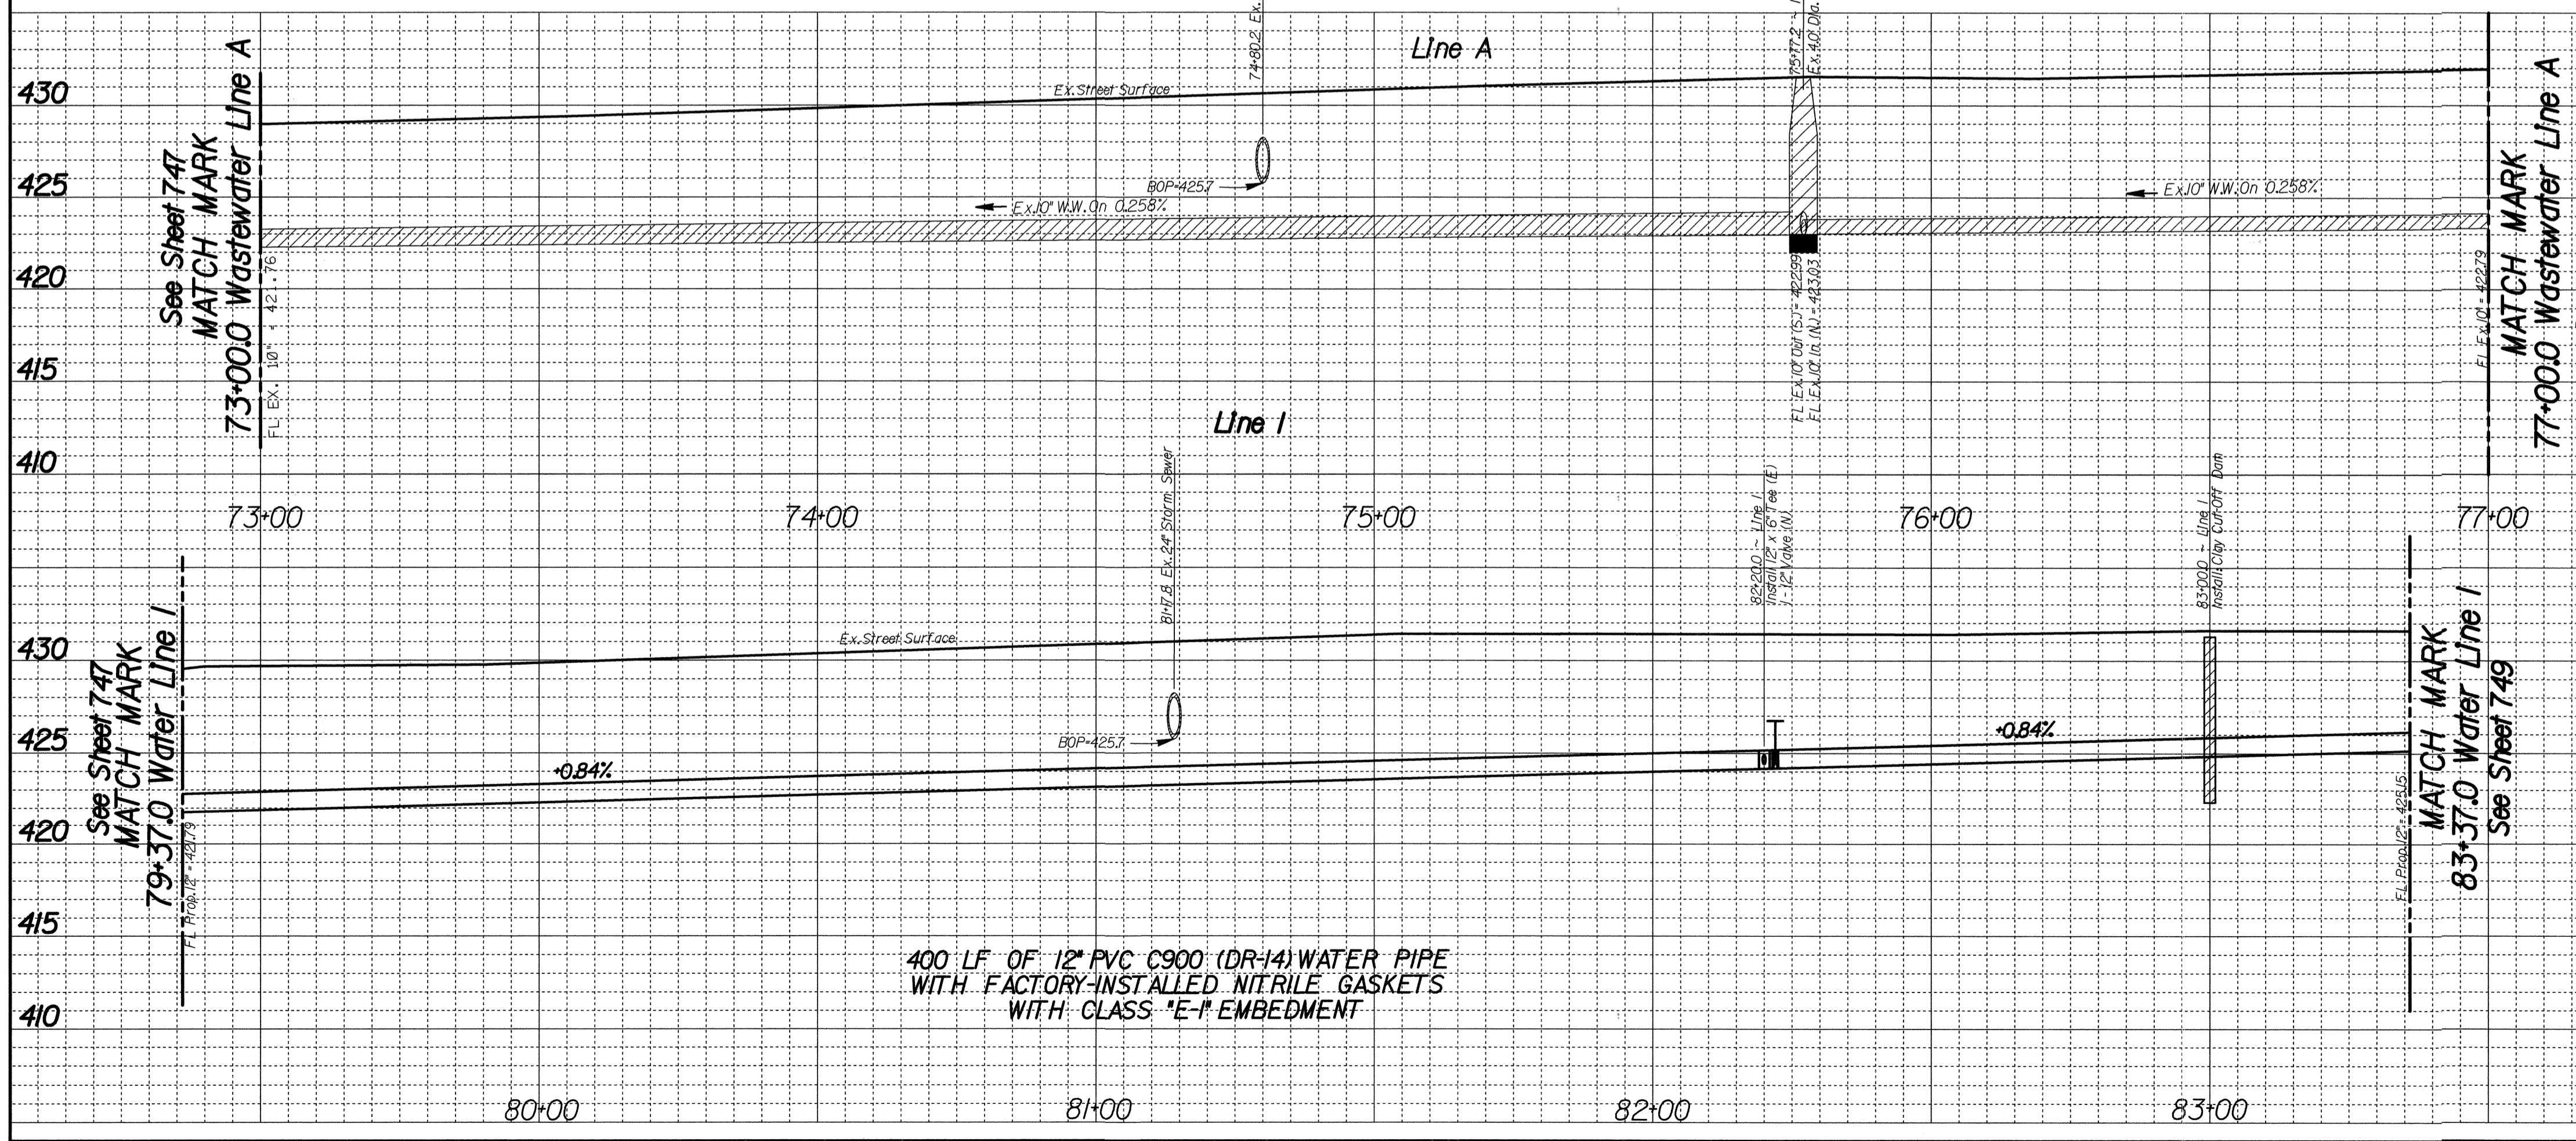 Line A
430
425
420
415
410
See Sheet 747
MATCH MARK
73+00.0 Wastewater Line A
FL EX. 10" = 421.76
Ex. Street Surface
74+80.2 Ex.
BOP=425.7
Ex.10" W.W. On 0.258%
75+77.2 ~
Ex. 4.0' Dia.
FL Ex.10" Out (S) = 422.99
FL Ex.10" In (N) = 423.03
Ex.10" W.W. On 0.258%
FL Ex.10" = 422.79
MATCH MARK
77+00.0 Wastewater Line A
73+00
74+00
75+00
76+00
77+00
Line 1
430
425
420
415
410
See Sheet 747
MATCH MARK
79+37.0 Water Line 1
FL Prop.12" = 421.79
Ex. Street Surface
81+17.8 Ex. 24" Storm Sewer
BOP=425.7
+0.84%
82+20.0 ~ Line 1
Install 12" x 6" Tee (E)
1 - 12" Valve (N)
+0.84%
83+00.0 ~ Line 1
Install: Clay Cut-Off Dam
FL Prop.12" = 425.15
MATCH MARK
83+37.0 Water Line 1
See Sheet 749
400 LF OF 12" PVC C900 (DR-14) WATER PIPE
WITH FACTORY-INSTALLED NITRILE GASKETS
WITH CLASS "E-1" EMBEDMENT
80+00
81+00
82+00
83+00